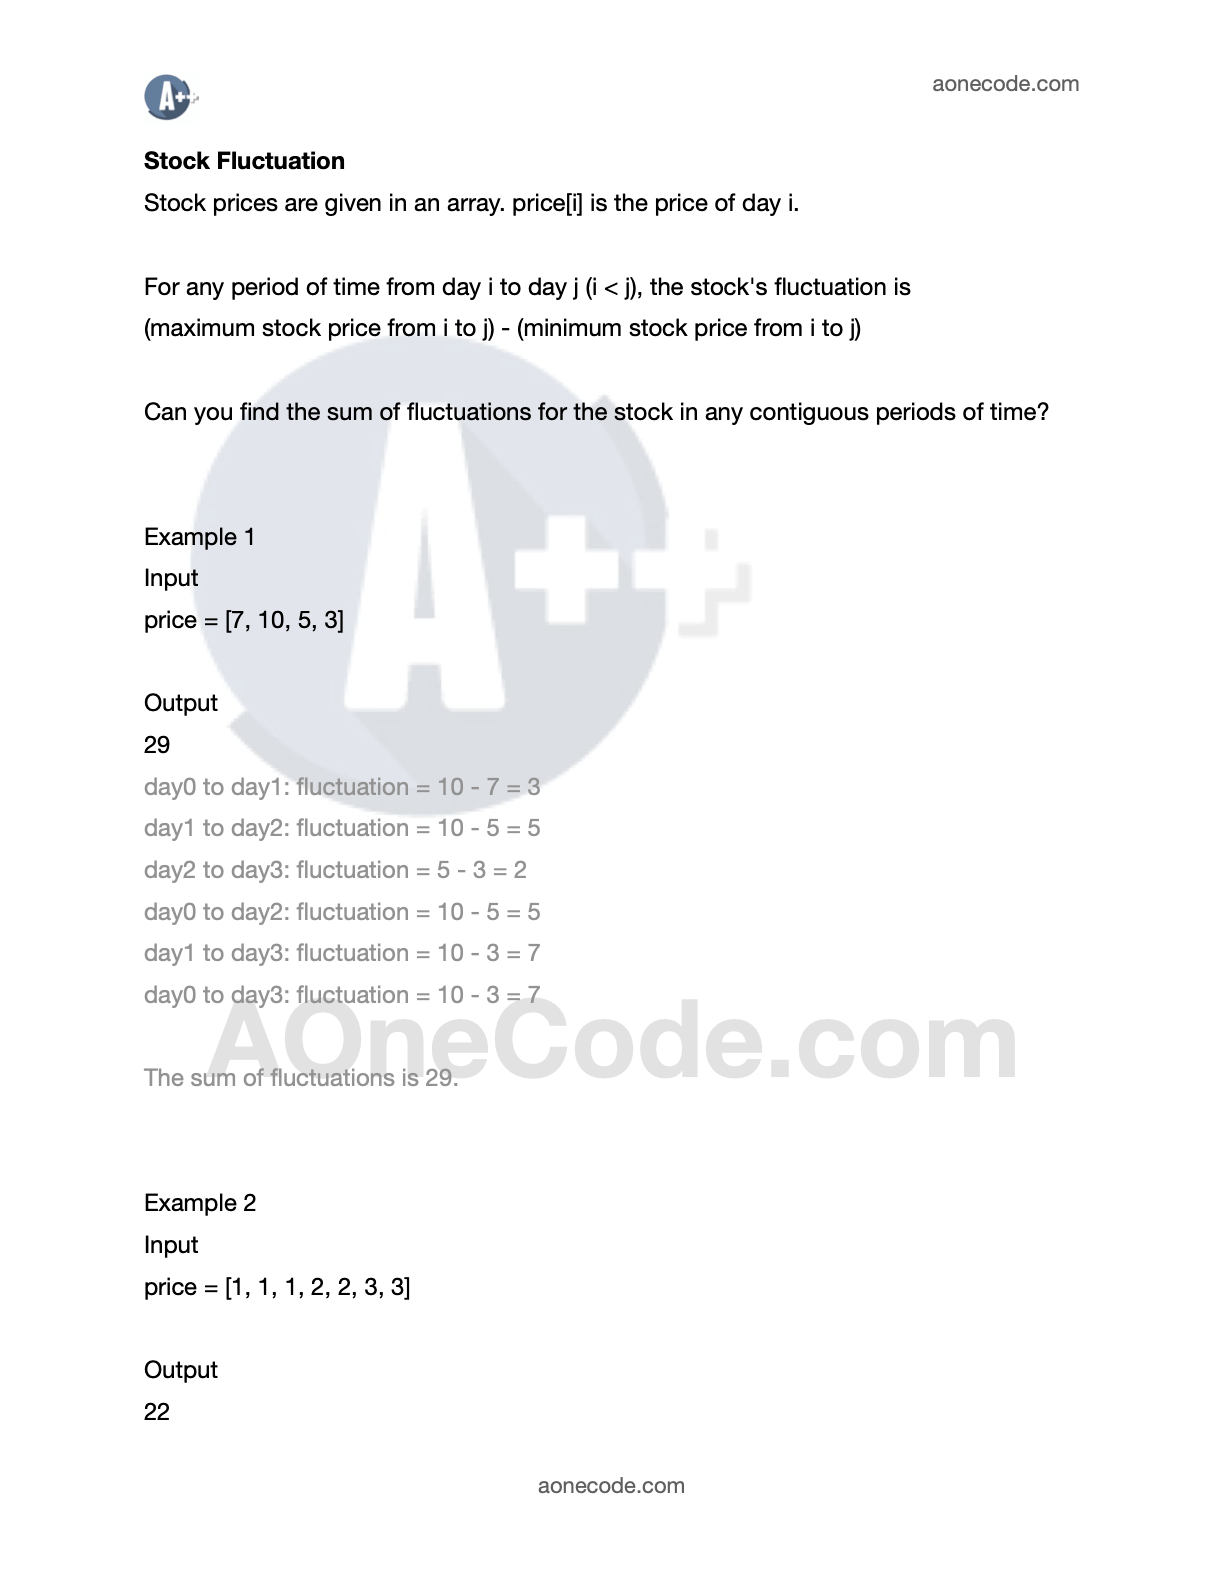 A++
aonecode.com
Stock Fluctuation
Stock prices are given in an array. price[i] is the price of day i.
For any period of time from day i to day j (i < j), the stock's fluctuation is
(maximum stock price from i to j) - (minimum stock price from i to j)
Can you find the sum of fluctuations for the stock in any contiguous periods of time?
A++
Example 1
Input
price = [7, 10, 5, 3]
Output
29
day0 to day1: fluctuation = 10 - 7 = 3
day1 to day2: fluctuation = 10 - 5 = 5
day2 to day3: fluctuation = 5 - 3 = 2
day0 to day2: fluctuation = 10 - 5 = 5
day1 to day3: fluctuation = 10 - 3 = 7
day0 to day3: fluctuation = 10 - 3 = 7
AOneCode.com
The sum of fluctuations is 29.
Example 2
Input
price = [1, 1, 1, 2, 2, 3, 3]
Output
22
aonecode.com